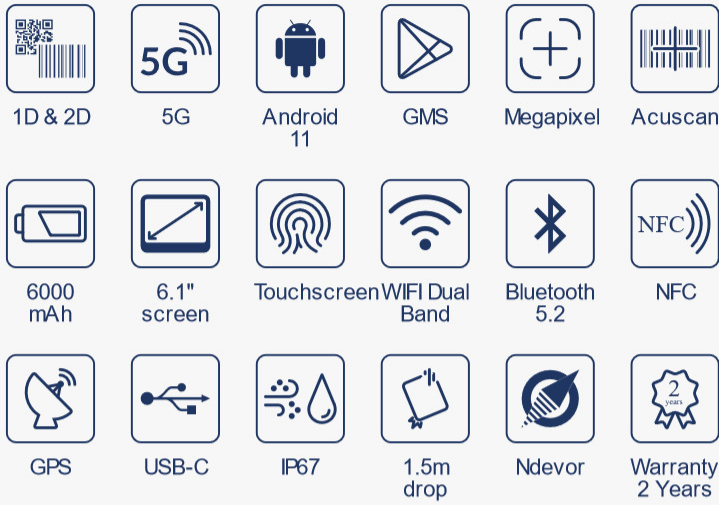 5G
1D & 2D
5G
Android
11
GMS
Megapixel
Acuscan
NFC
6000
mAh
6.1"
screen
Touchscreen
WIFI Dual
Band
Bluetooth
5.2
NFC
2
years
GPS
USB-C
IP67
1.5m
drop
Ndevor
Warranty
2 Years